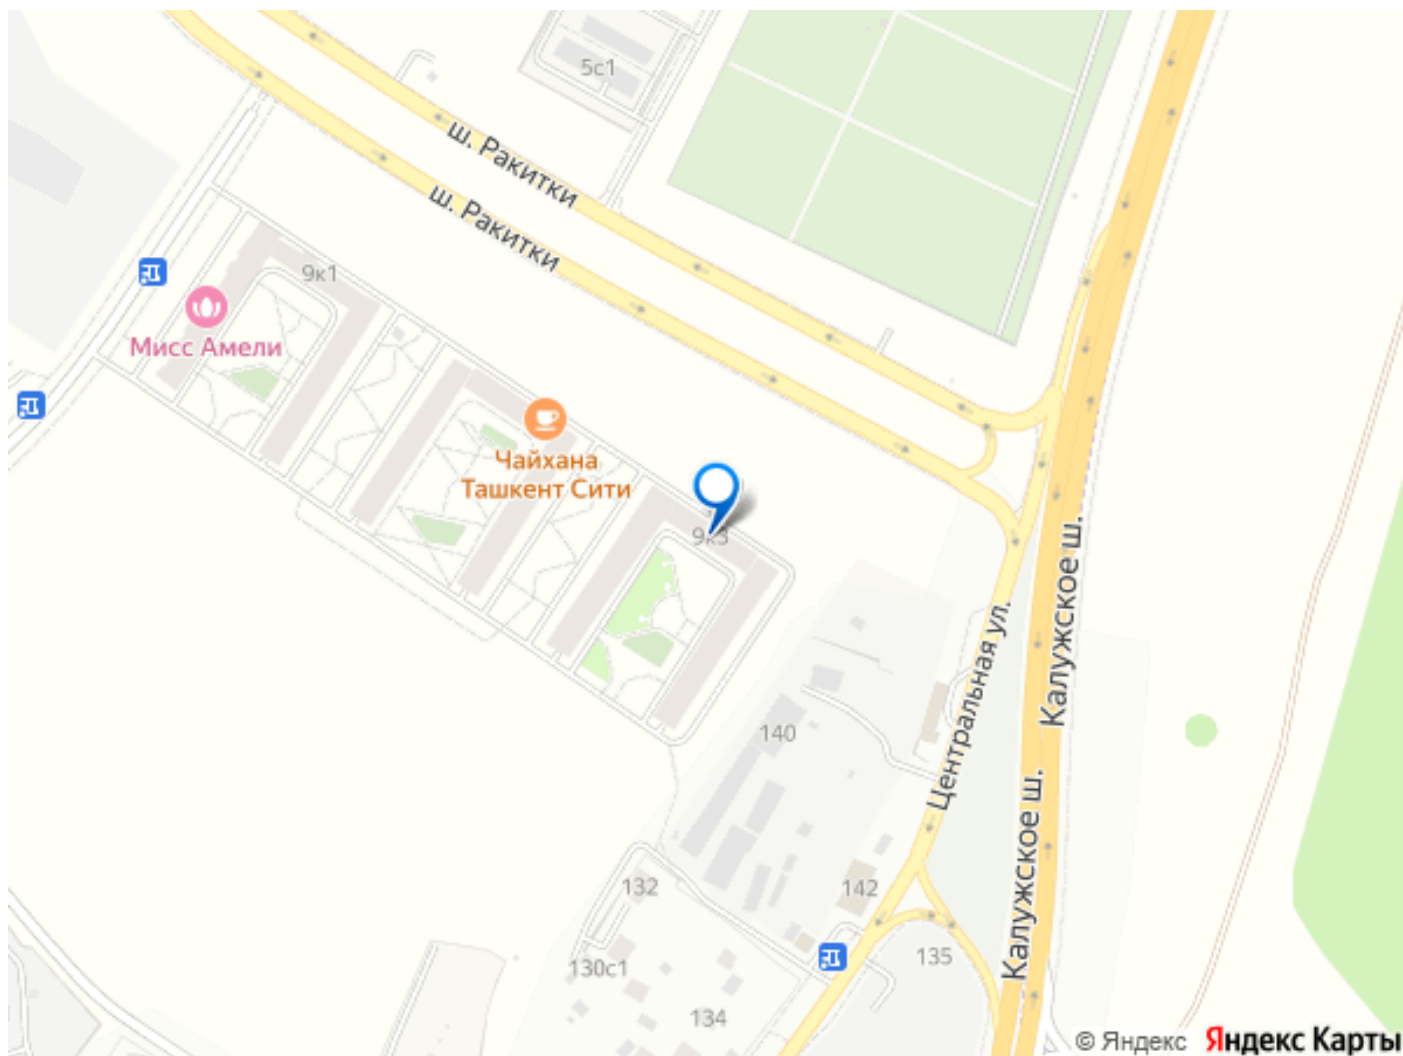 5с1
ш. Ракитки
ш. Ракитки
9к1
Мисс Амели
Чайхана
Ташкент Сити
9к3
Калужское ш.
Центральная ул.
140
Калужское ш.
132
142
130с1
135
134
© Яндекс Яндекс Карты